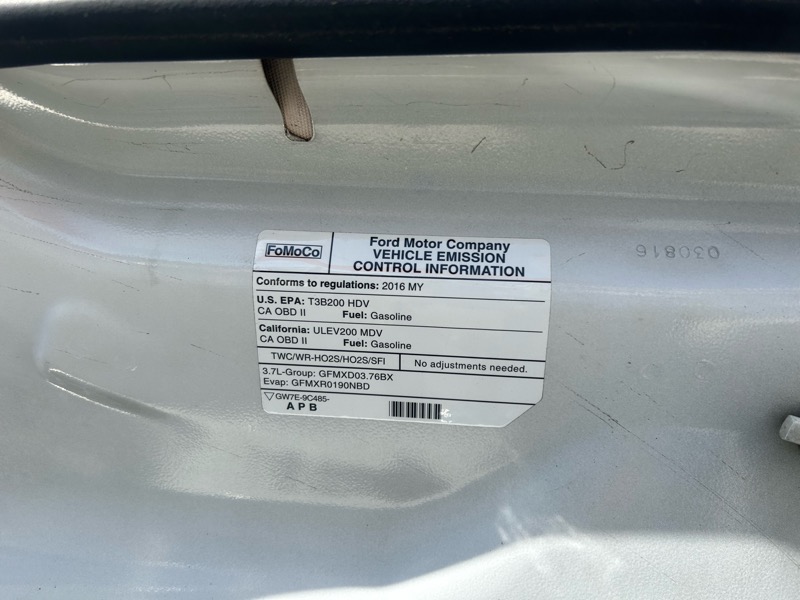 FoMoCo
Ford Motor Company
VEHICLE EMISSION
CONTROL INFORMATION
Conforms to regulations: 2016 MY
U.S. EPA: T3B200 HDV
CA OBD II Fuel: Gasoline
California: ULEV200 MDV
CA OBD II Fuel: Gasoline
TWC/WR-HO2S/HO2S/SFI
No adjustments needed.
3.7L-Group: GFMXD03.76BX
Evap: GFMXR0190NBD
GW7E-9C485-
A P B
030816